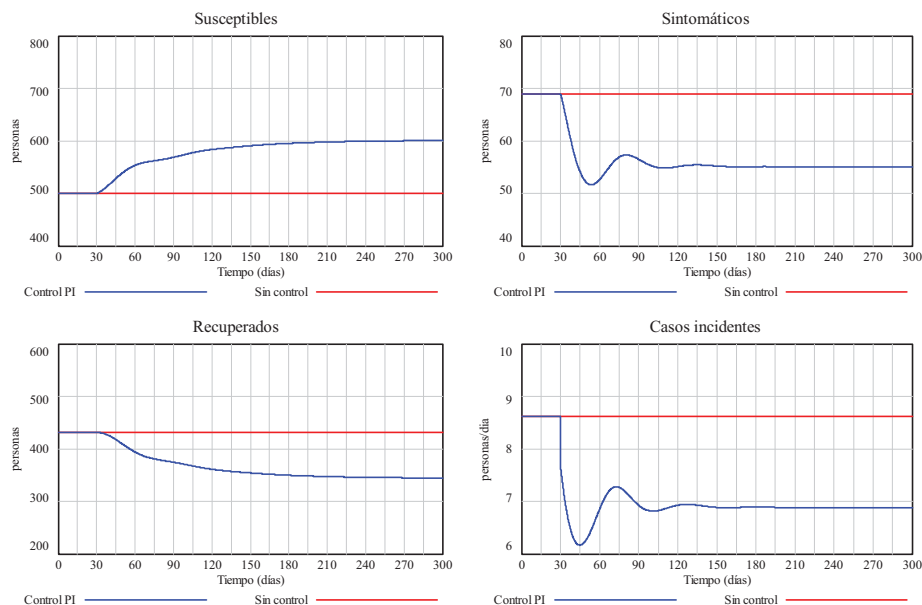 Susceptibles
800
700
600
500
400
personas
0 30 60 90 120 150 180 210 240 270 300
Tiempo (días)
Control PI Sin control
Sintomáticos
80
70
60
50
40
personas
0 30 60 90 120 150 180 210 240 270 300
Tiempo (días)
Control PI Sin control
Recuperados
600
500
400
300
200
personas
0 30 60 90 120 150 180 210 240 270 300
Tiempo (días)
Control PI Sin control
Casos incidentes
10
9
8
7
6
personas/día
0 30 60 90 120 150 180 210 240 270 300
Tiempo (días)
Control PI Sin control